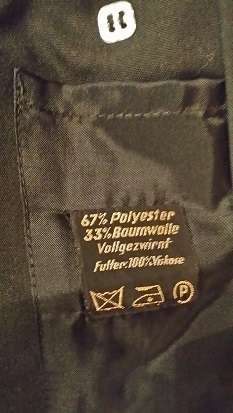 67% Polyester
33% Baumwolle
Vollgezwirnt
Futter: 100% Viskose
P